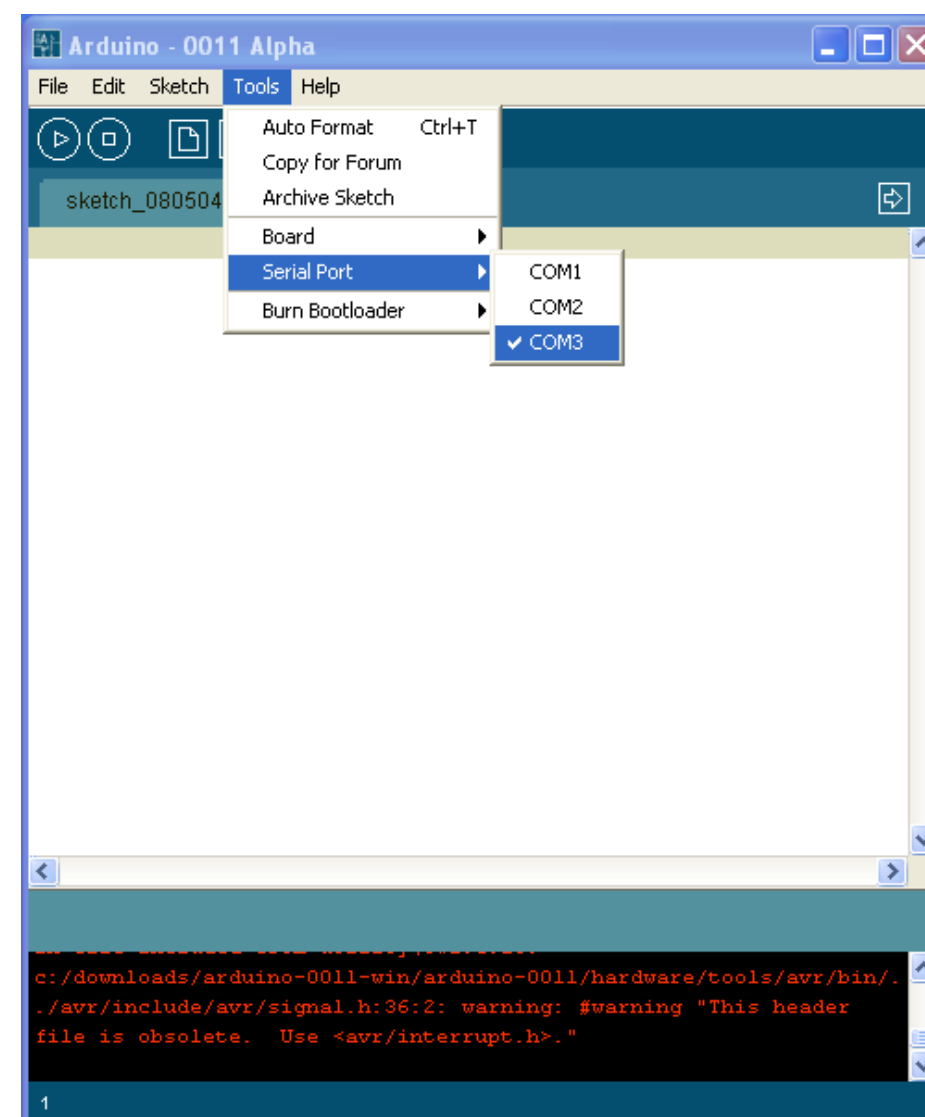 Arduino - 0011 Alpha
File Edit Sketch Tools Help
Auto Format Ctrl+T
Copy for Forum
Archive Sketch
sketch_080504
Board
Serial Port
Burn Bootloader
COM1
COM2
COM3
c:/downloads/arduino-0011-win/arduino-0011/hardware/tools/avr/bin/.
./avr/include/avr/signal.h:36:2: warning: #warning "This header
file is obsolete. Use <avr/interrupt.h>."
1